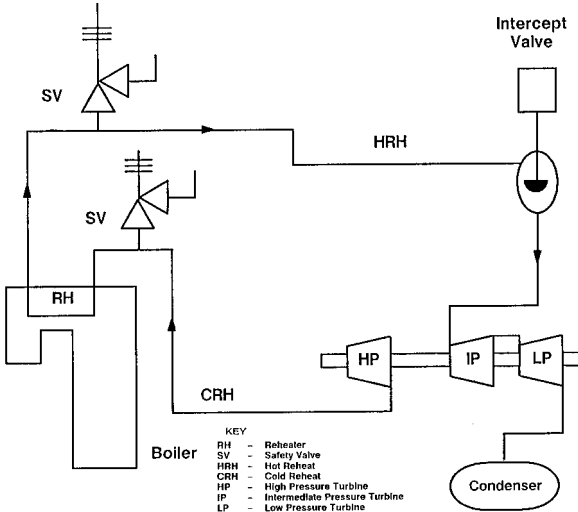 Intercept
Valve
SV
HRH
SV
RH
HP
IP
LP
CRH
Boiler
Condenser
KEY
RH – Reheater
SV – Safety Valve
HRH – Hot Reheat
CRH – Cold Reheat
HP – High Pressure Turbine
IP – Intermediate Pressure Turbine
LP – Low Pressure Turbine